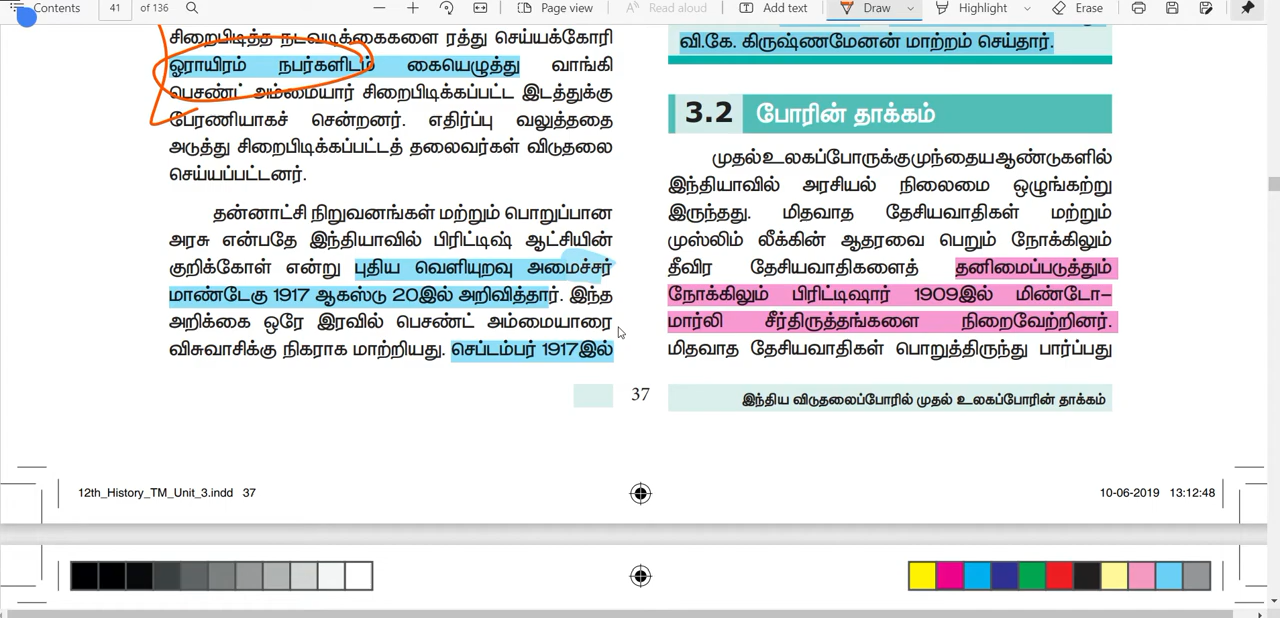 Contents
41
of 136
Page view
Read aloud
Add text
Draw
Highlight
Erase
சிறைபிடித்த நடவடிக்கைகளை ரத்து செய்யக்கோரி
ஓராயிரம் நபர்களிடம் கையெழுத்து வாங்கி
பெசண்ட் அம்மையார் சிறைபிடிக்கப்பட்ட இடத்துக்கு
பேரணியாகச் சென்றனர். எதிர்ப்பு வலுத்ததை
அடுத்து சிறைபிடிக்கப்பட்டத் தலைவர்கள் விடுதலை
செய்யப்பட்டனர்.
தன்னாட்சி நிறுவனங்கள் மற்றும் பொறுப்பான
அரசு என்பதே இந்தியாவில் பிரிட்டிஷ் ஆட்சியின்
குறிக்கோள் என்று புதிய வெளியுறவு அமைச்சர்
மாண்டேகு 1917 ஆகஸ்டு 20இல் அறிவித்தார். இந்த
அறிக்கை ஒரே இரவில் பெசண்ட் அம்மையாரை
விசுவாசிக்கு நிகராக மாற்றியது. செப்டம்பர் 1917இல்
வி.கே. கிருஷ்ணமேனன் மாற்றம் செய்தார்.
3.2 போரின் தாக்கம்
முதல் உலகப்போருக்கு முந்தைய ஆண்டுகளில்
இந்தியாவில் அரசியல் நிலைமை ஒழுங்கற்று
இருந்தது. மிதவாத தேசியவாதிகள் மற்றும்
முஸ்லிம் லீக்கின் ஆதரவை பெறும் நோக்கிலும்
தீவிர தேசியவாதிகளைத் தனிமைப்படுத்தும்
நோக்கிலும் பிரிட்டிஷார் 1909இல் மிண்டோ–
மார்லி சீர்திருத்தங்களை நிறைவேற்றினர்.
மிதவாத தேசியவாதிகள் பொறுத்திருந்து பார்ப்பது
37
இந்திய விடுதலைப்போரில் முதல் உலகப்போரின் தாக்கம்
12th_History_TM_Unit_3.indd 37
10-06-2019 13:12:48